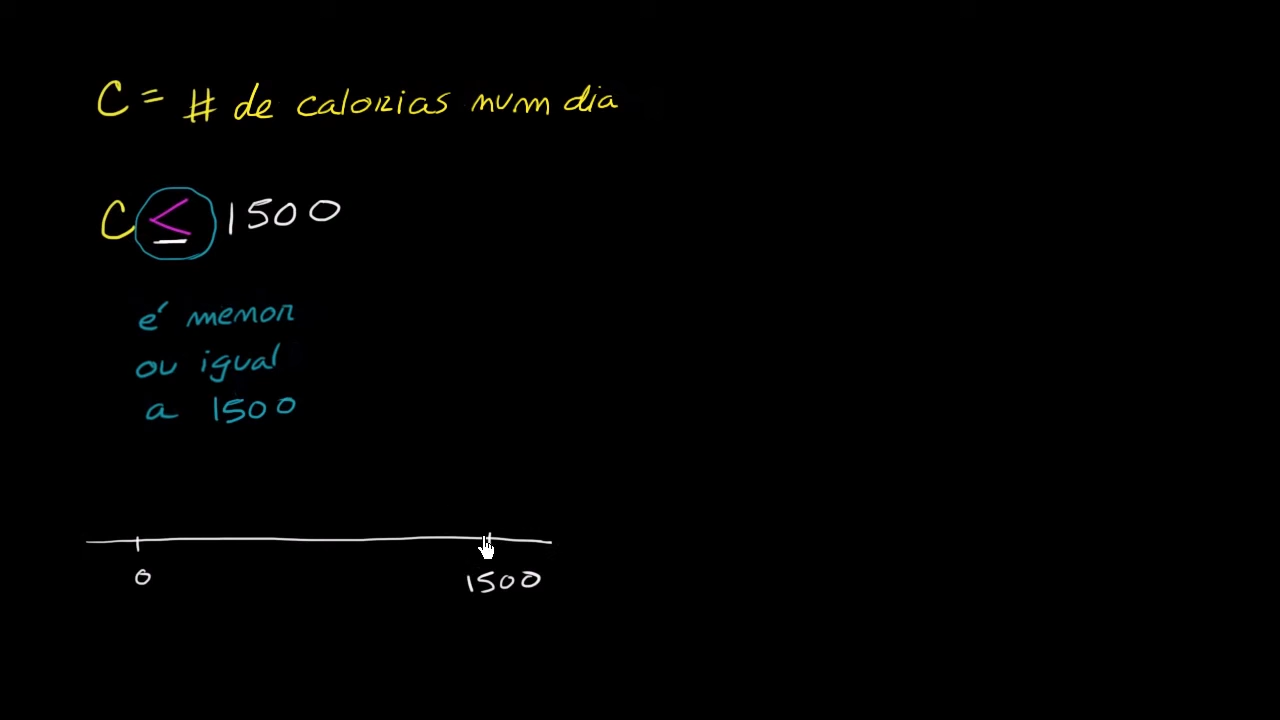 C = # de calorias num dia
C ≤ 1500
é menor
ou igual
a 1500
0 1500